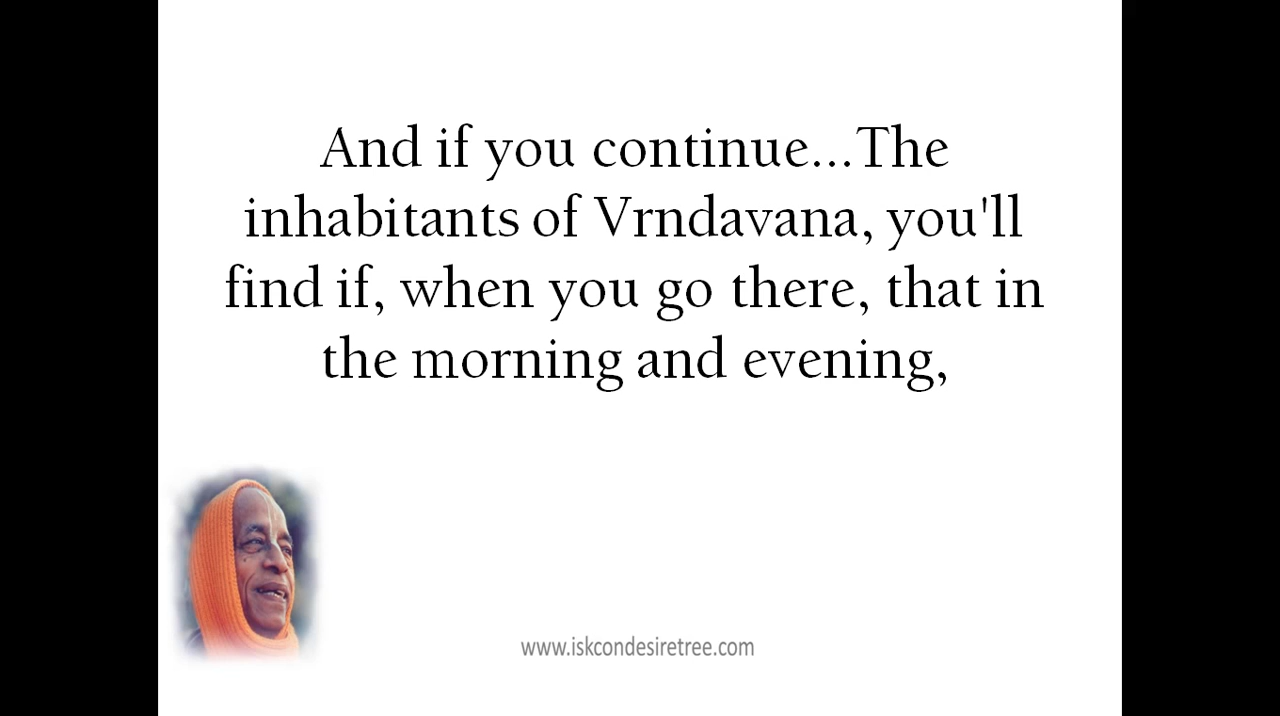 And if you continue...The
inhabitants of Vrndavana, you'll
find if, when you go there, that in
the morning and evening,
www.iskcondesiretree.com